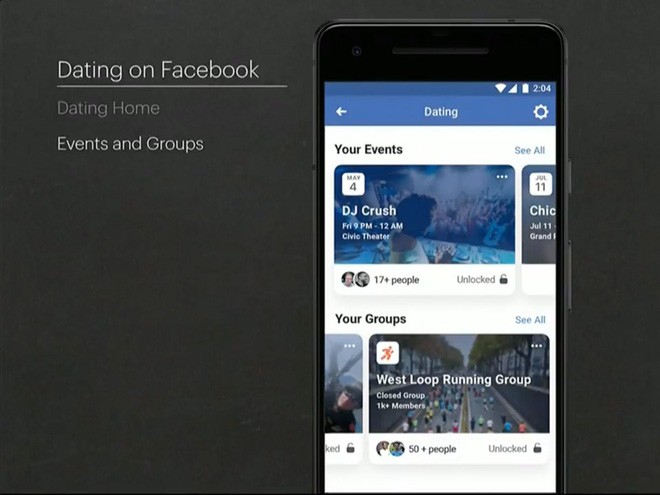 Dating on Facebook
Dating Home
Events and Groups
2:04
Dating
Your Events
See All
MAY
4
DJ Crush
Fri 9 PM - 12 AM
Civic Theater
17+ people
Unlocked
JUL
11
Chic
Jul 11 -
Grand
Your Groups
See All
ked
West Loop Running Group
Closed Group
1k+ Members
50 + people
Unlocked